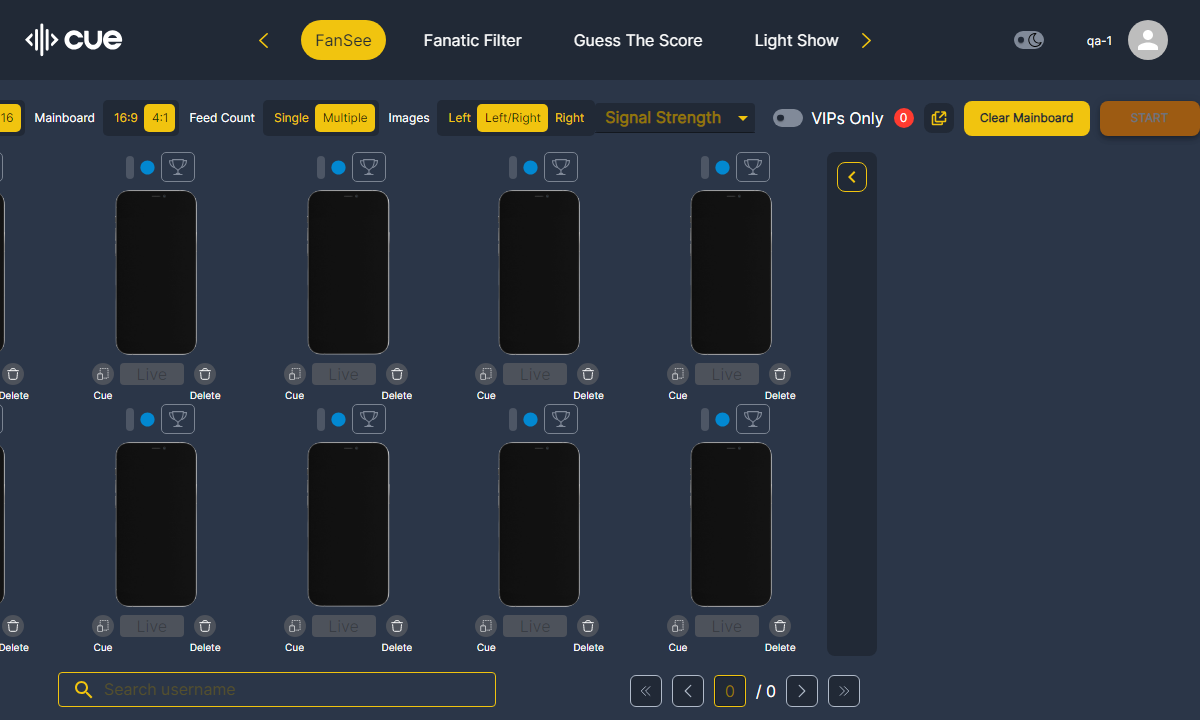 cue
FanSee
Fanatic Filter
Guess The Score
Light Show
qa-1
16
Mainboard
16:9
4:1
Feed Count
Single
Multiple
Images
Left
Left/Right
Right
Signal Strength
VIPs Only
0
Clear Mainboard
START
Delete
Live
Cue
Delete
Live
Cue
Delete
Live
Cue
Delete
Live
Cue
Delete
Delete
Live
Cue
Delete
Live
Cue
Delete
Live
Cue
Delete
Live
Cue
Delete
Search username
0
/ 0